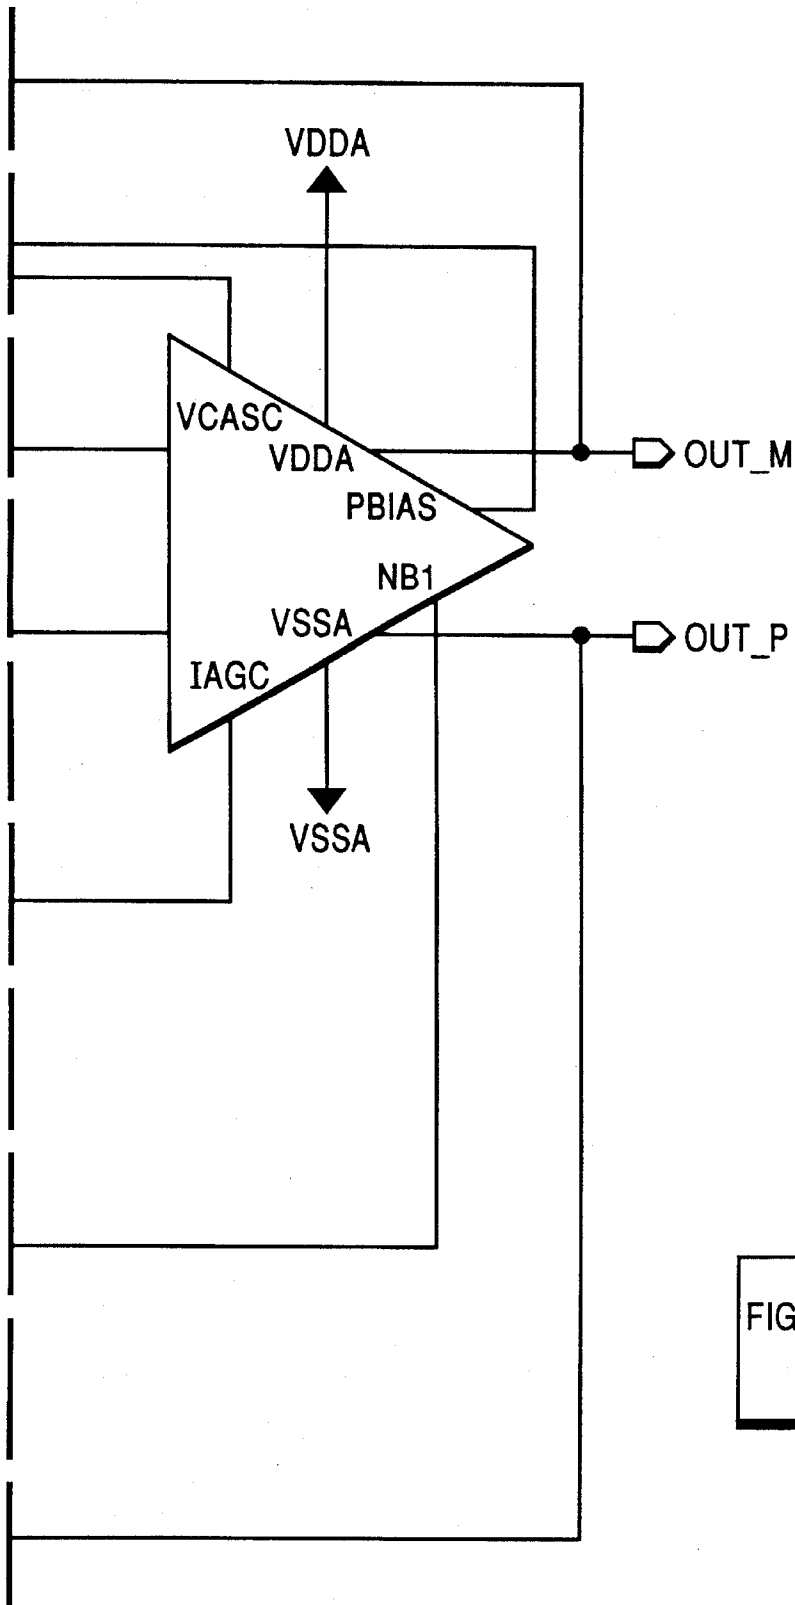 VDDA
VCASC
VDDA
OUT_M
PBIAS
NB1
VSSA
OUT_P
IAGC
VSSA
FIG